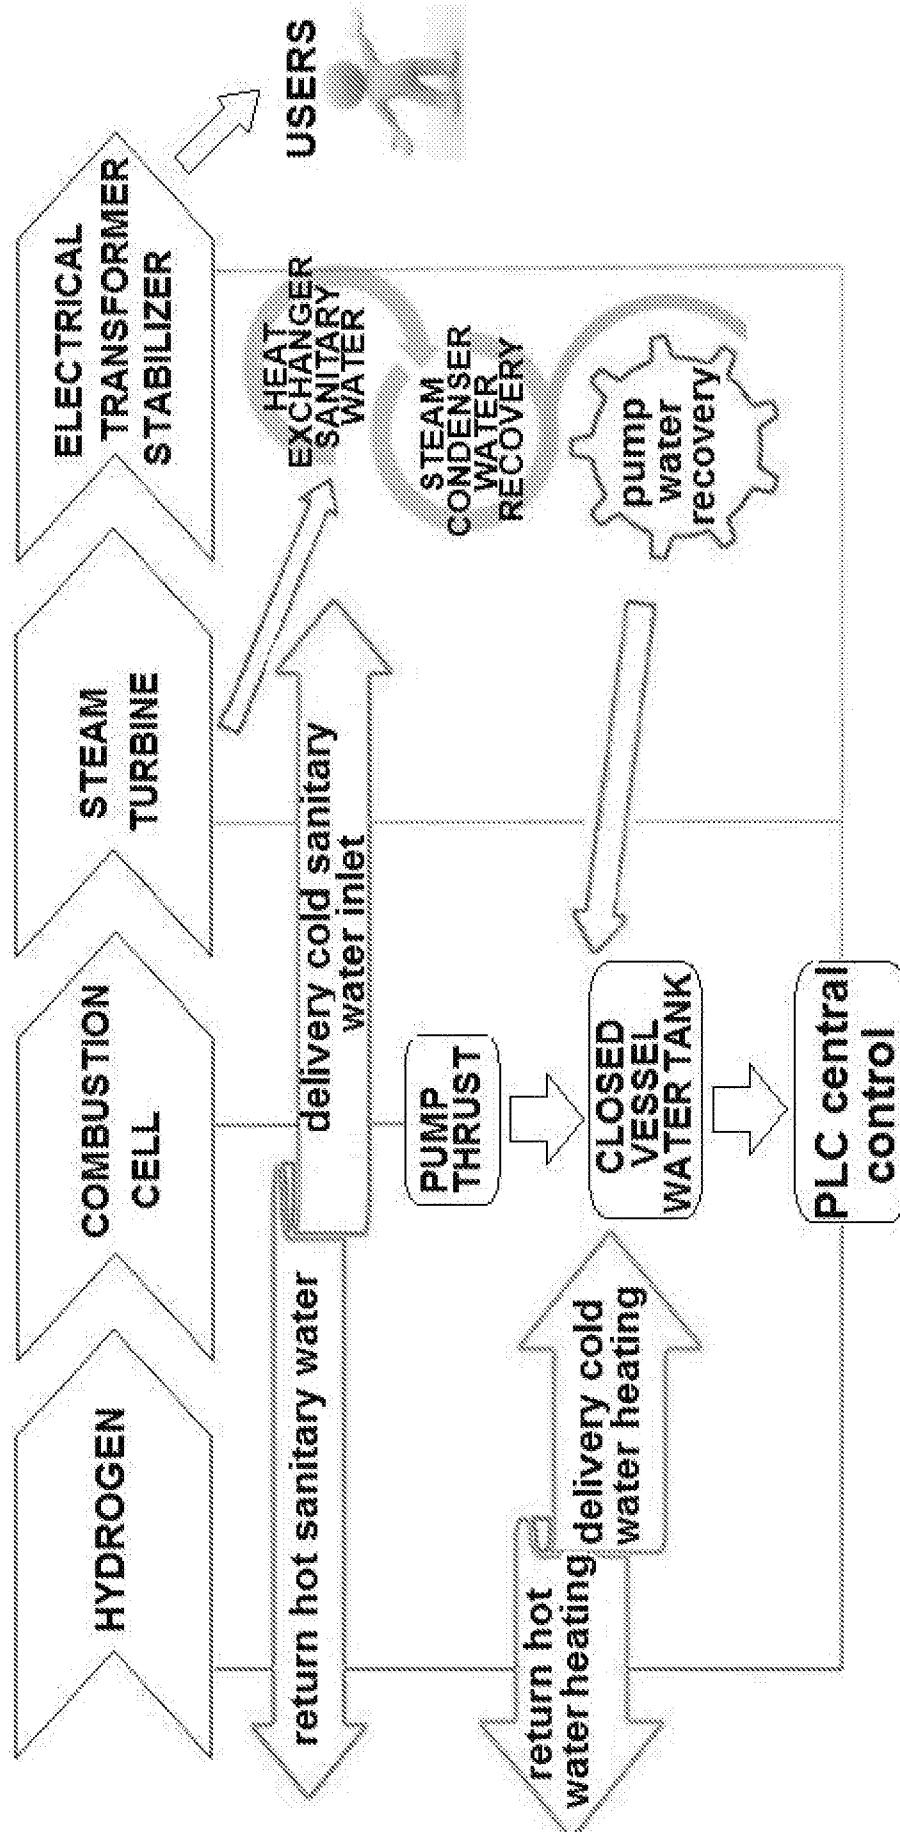 HYDROGEN
COMBUSTION
CELL
STEAM
TURBINE
ELECTRICAL
TRANSFORMER
STABILIZER
USERS
return hot sanitary water
delivery cold sanitary
water inlet
HEAT
EXCHANGER
SANITARY
WATER
PUMP
THRUST
STEAM
CONDENSER
WATER
RECOVERY
return hot
water heating
delivery cold
water heating
CLOSED
VESSEL
WATER TANK
pump
water
recovery
PLC central
control